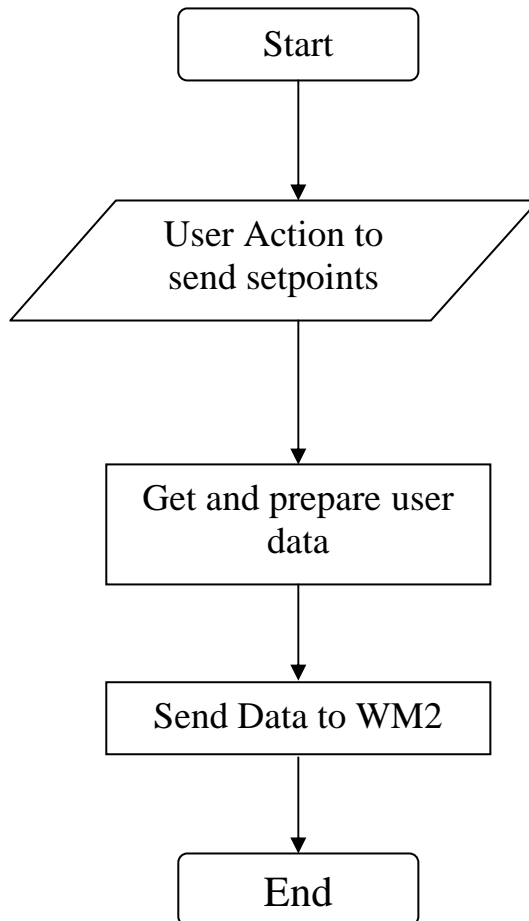 Start
User Action to
send setpoints
Get and prepare user
data
Send Data to WM2
End